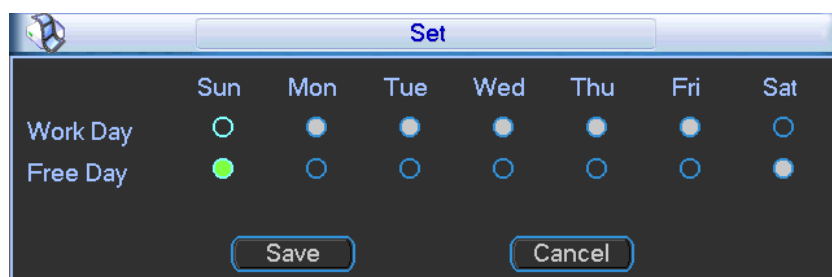 Set
Sun Mon Tue Wed Thu Fri Sat
Work Day
Free Day
Save Cancel